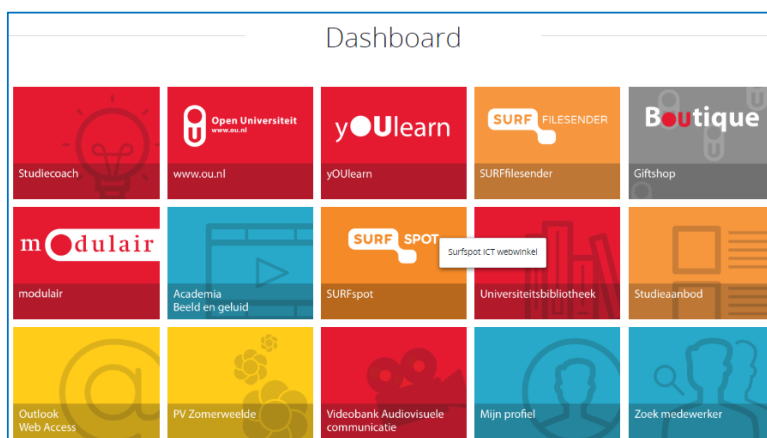 Dashboard
Studiecoach
Open Universiteit
www.ou.nl
www.ou.nl
yOUlearn
yOUlearn
SURF FILESENDER
SURFfilesender
Boutique
Giftshop
modulair
modulair
Academia
Beeld en geluid
SURF SPOT
SURFspot
Surfspot ICT webwinkel
Universiteitsbibliotheek
Studieaanbod
Outlook
Web Access
PV Zomerweelde
Videobank Audiovisuele
communicatie
Mijn profiel
Zoek medewerker